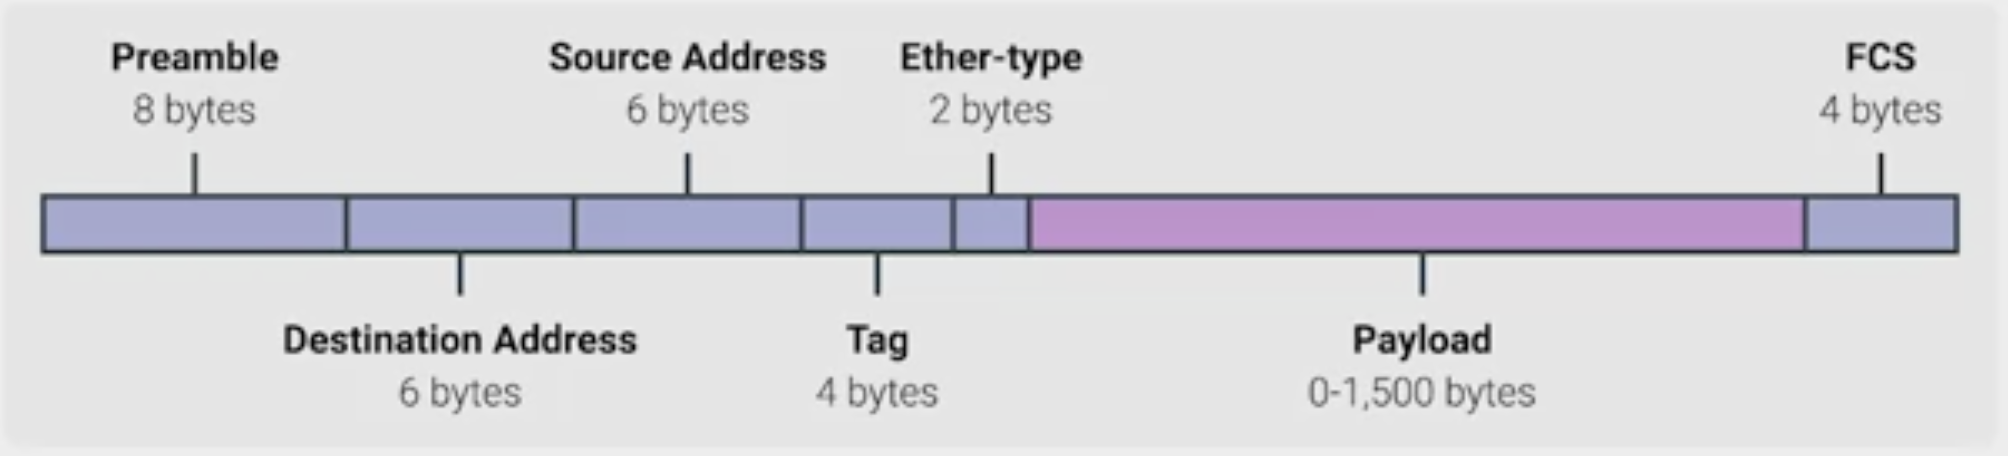 Preamble
8 bytes
Source Address
6 bytes
Ether-type
2 bytes
FCS
4 bytes
Destination Address
6 bytes
Tag
4 bytes
Payload
0-1,500 bytes